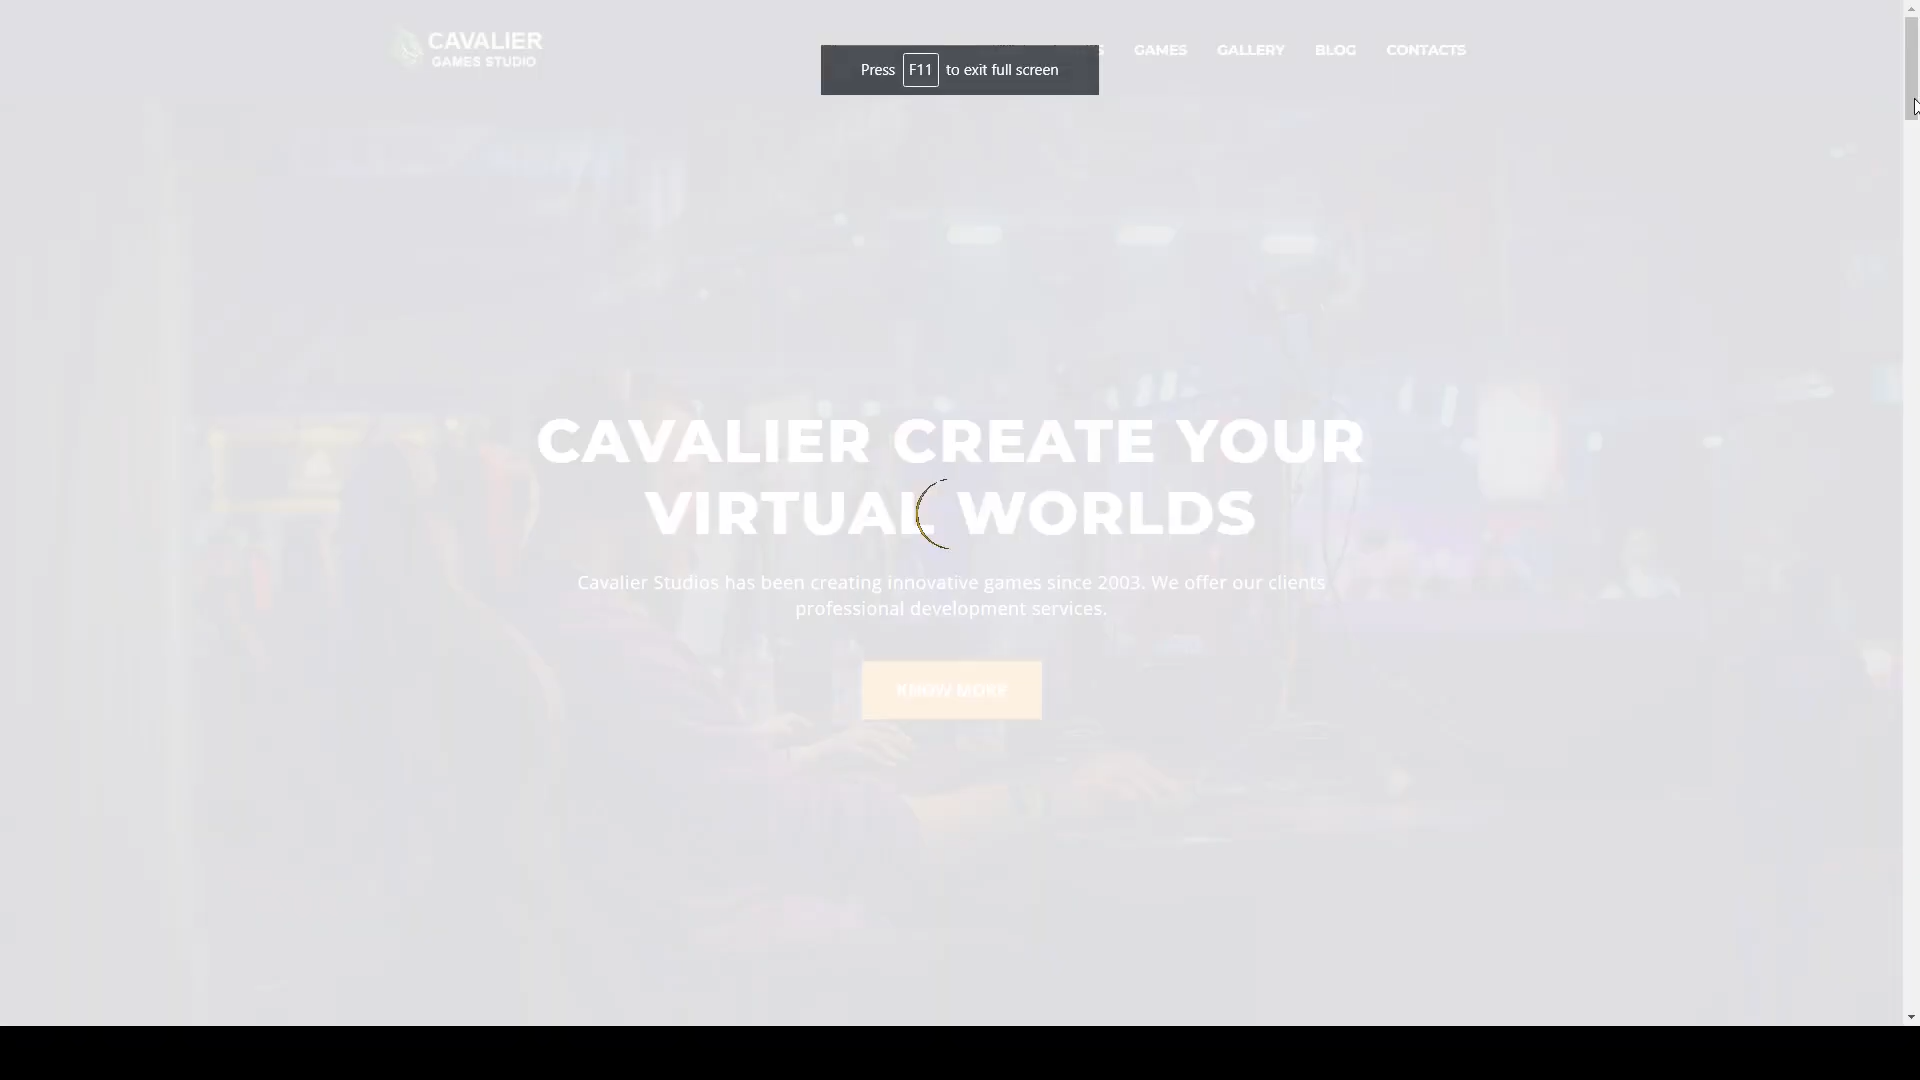 CAVALIER
GAMES STUDIO
Press F11 to exit full screen
GAMES
GALLERY
BLOG
CONTACTS
CAVALIER CREATE YOUR
VIRTUAL WORLDS
Cavalier Studios has been creating innovative games since 2003. We offer our clients
professional development services.
KNOW MORE